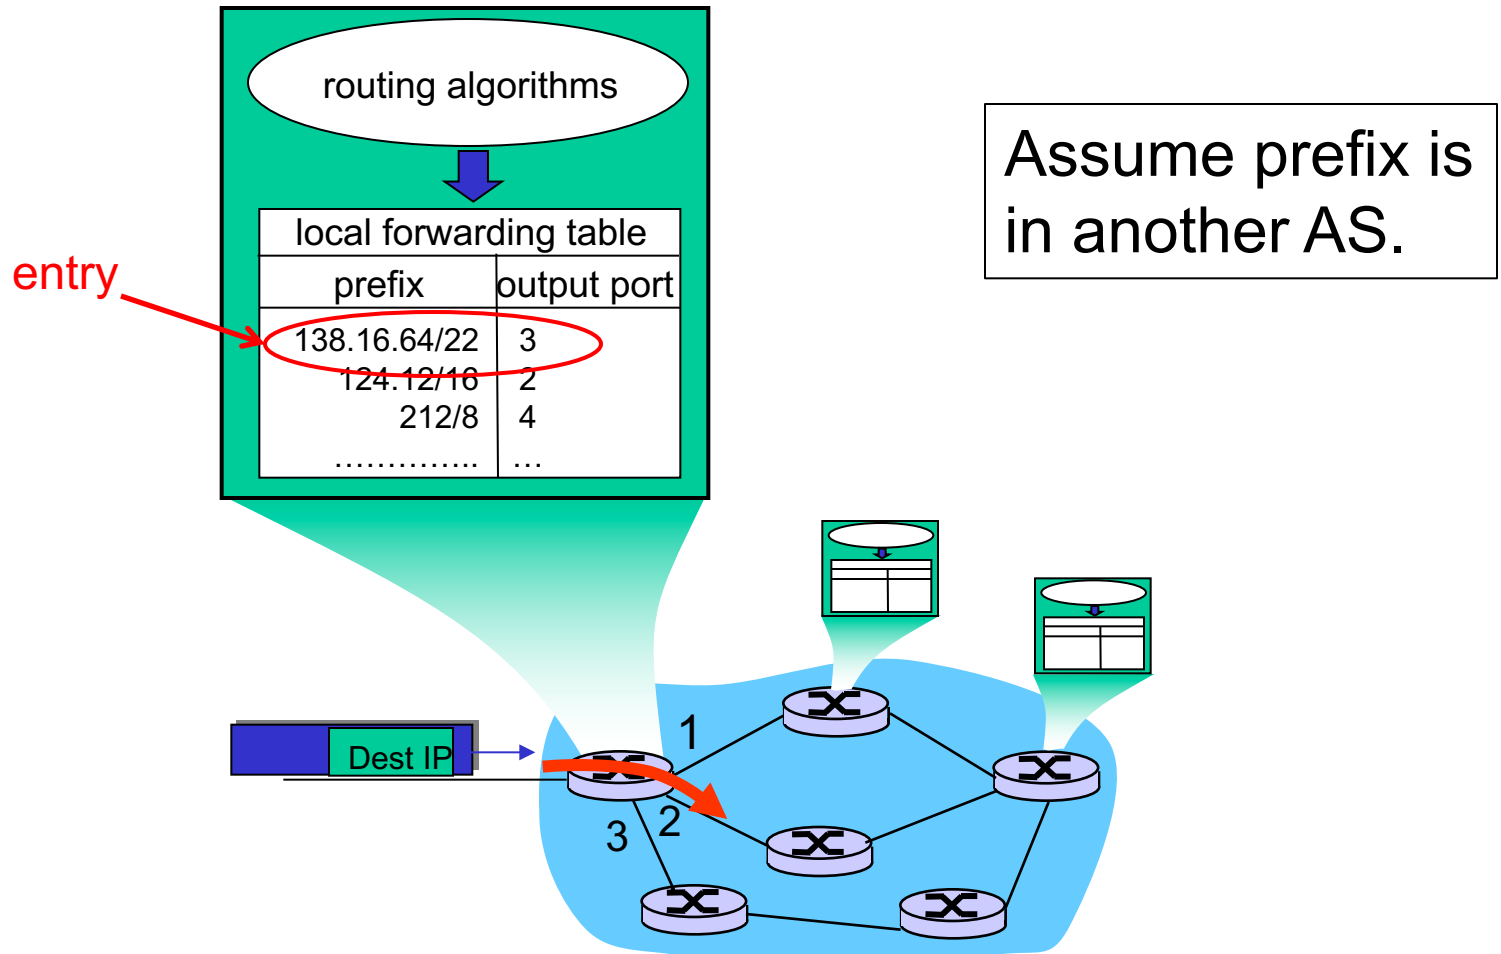 routing algorithms
Assume prefix is
in another AS.
local forwarding table
entry
prefix output port
138.16.64/22 3
124.12/16 2
212/8 4
………….. …
1
Dest IP
2
3